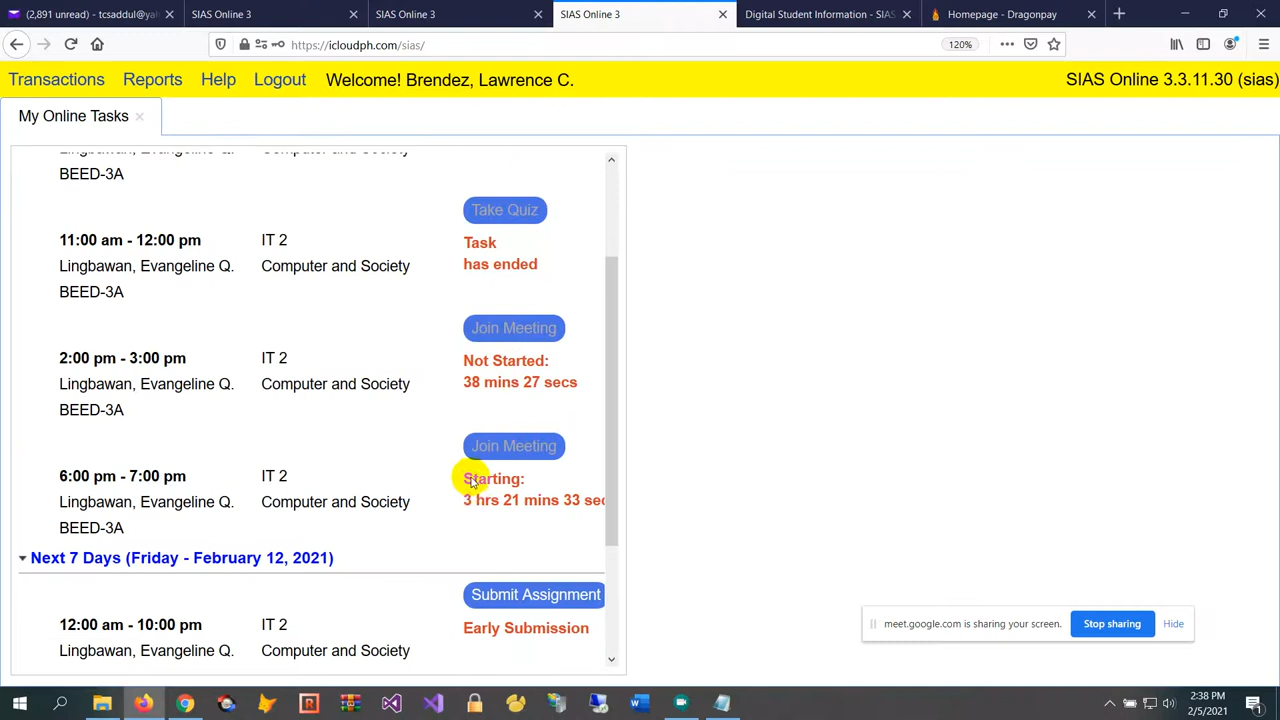 (2,891 unread) - tcsaddul@yah
SIAS Online 3
SIAS Online 3
SIAS Online 3
Digital Student Information - SIAS
Homepage - Dragonpay
https://icloudph.com/sias/
120%
Transactions Reports Help Logout Welcome! Brendez, Lawrence C. SIAS Online 3.3.11.30 (sias)
My Online Tasks
Lingbawan, Evangeline Q. Computer and Society
BEED-3A
Take Quiz
11:00 am - 12:00 pm IT 2 Task
Lingbawan, Evangeline Q. Computer and Society has ended
BEED-3A
Join Meeting
2:00 pm - 3:00 pm IT 2 Not Started:
Lingbawan, Evangeline Q. Computer and Society 38 mins 27 secs
BEED-3A
Join Meeting
6:00 pm - 7:00 pm IT 2 Starting:
Lingbawan, Evangeline Q. Computer and Society 3 hrs 21 mins 33 sec
BEED-3A
Next 7 Days (Friday - February 12, 2021)
Submit Assignment
12:00 am - 10:00 pm IT 2 Early Submission
Lingbawan, Evangeline Q. Computer and Society
meet.google.com is sharing your screen. Stop sharing Hide
2:38 PM
2/5/2021